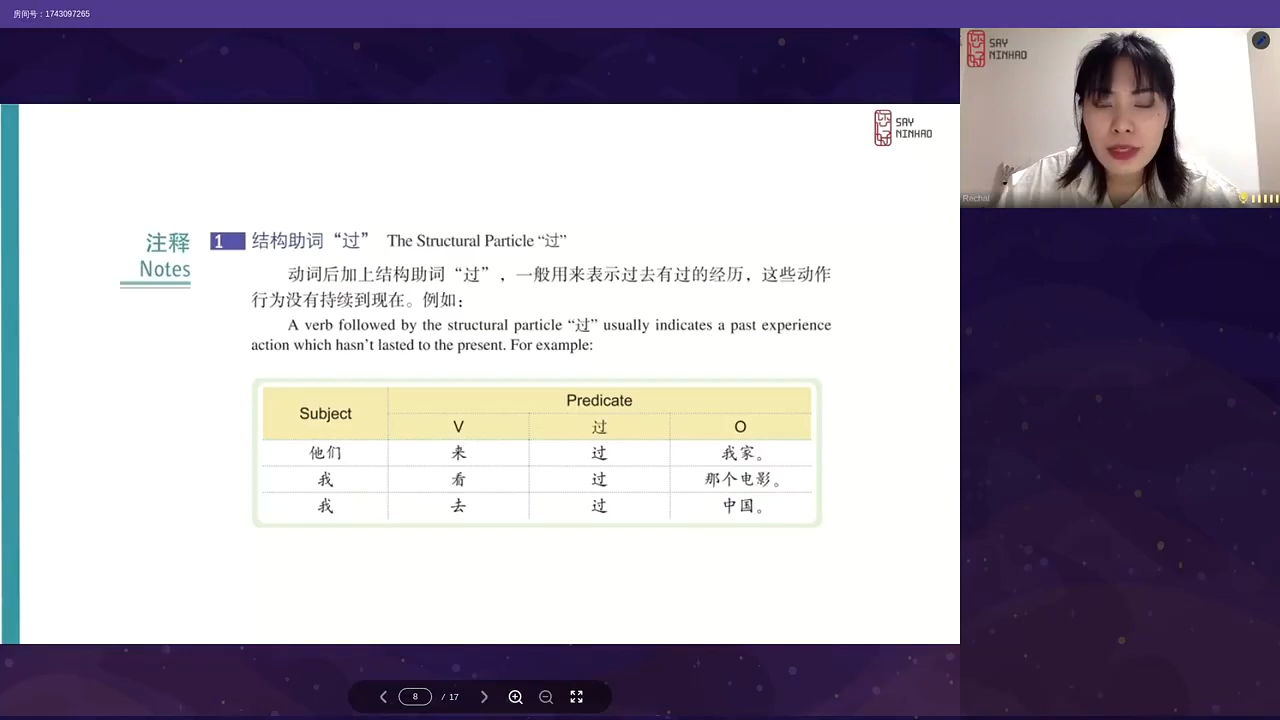 房间号：1743097265
SAY
NINHAO
Rechal
SAY
NINHAO
注释
Notes
1 结构助词“过” The Structural Particle “过”
动词后加上结构助词“过”，一般用来表示过去有过的经历，这些动作
行为没有持续到现在。例如：
A verb followed by the structural particle “过” usually indicates a past experience
action which hasn’t lasted to the present. For example:
Subject Predicate
V 过 O
他们 来 过 我家。
我 看 过 那个电影。
我 去 过 中国。
8 / 17